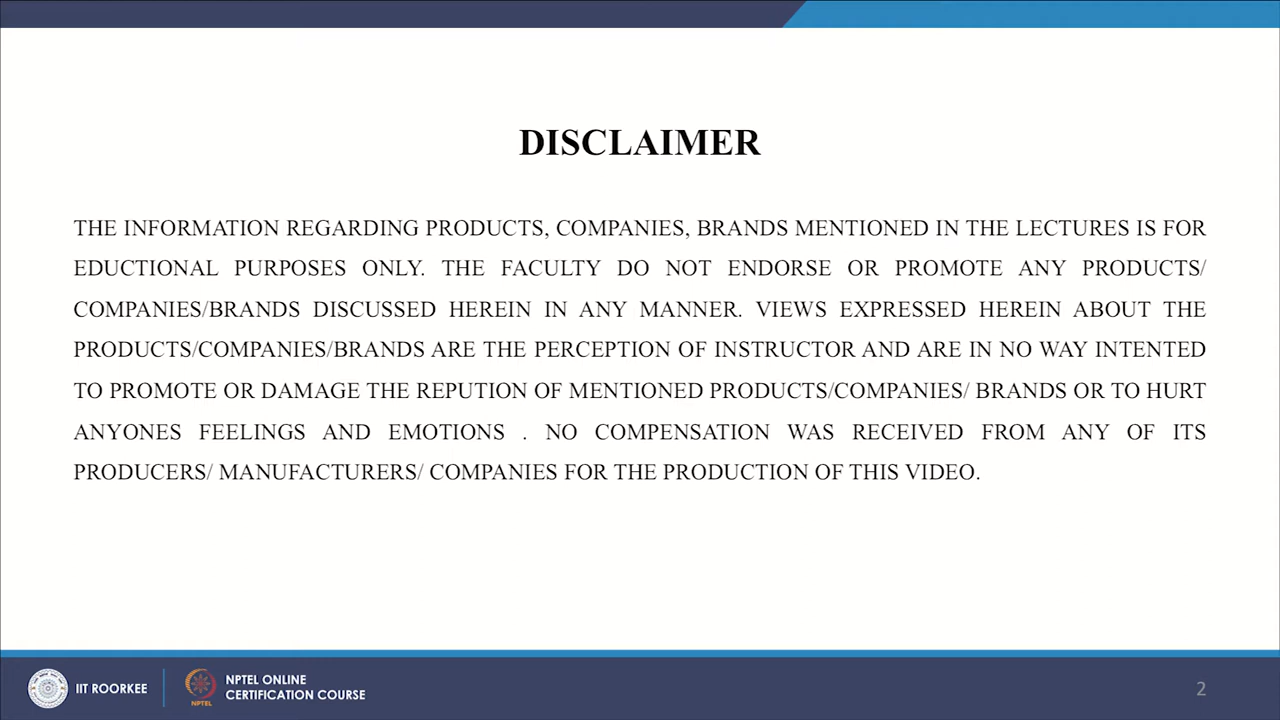 DISCLAIMER
THE INFORMATION REGARDING PRODUCTS, COMPANIES, BRANDS MENTIONED IN THE LECTURES IS FOR
EDUCTIONAL PURPOSES ONLY. THE FACULTY DO NOT ENDORSE OR PROMOTE ANY PRODUCTS/
COMPANIES/BRANDS DISCUSSED HEREIN IN ANY MANNER. VIEWS EXPRESSED HEREIN ABOUT THE
PRODUCTS/COMPANIES/BRANDS ARE THE PERCEPTION OF INSTRUCTOR AND ARE IN NO WAY INTENTED
TO PROMOTE OR DAMAGE THE REPUTION OF MENTIONED PRODUCTS/COMPANIES/ BRANDS OR TO HURT
ANYONES FEELINGS AND EMOTIONS . NO COMPENSATION WAS RECEIVED FROM ANY OF ITS
PRODUCERS/ MANUFACTURERS/ COMPANIES FOR THE PRODUCTION OF THIS VIDEO.
IIT ROORKEE
NPTEL
NPTEL ONLINE
CERTIFICATION COURSE
2